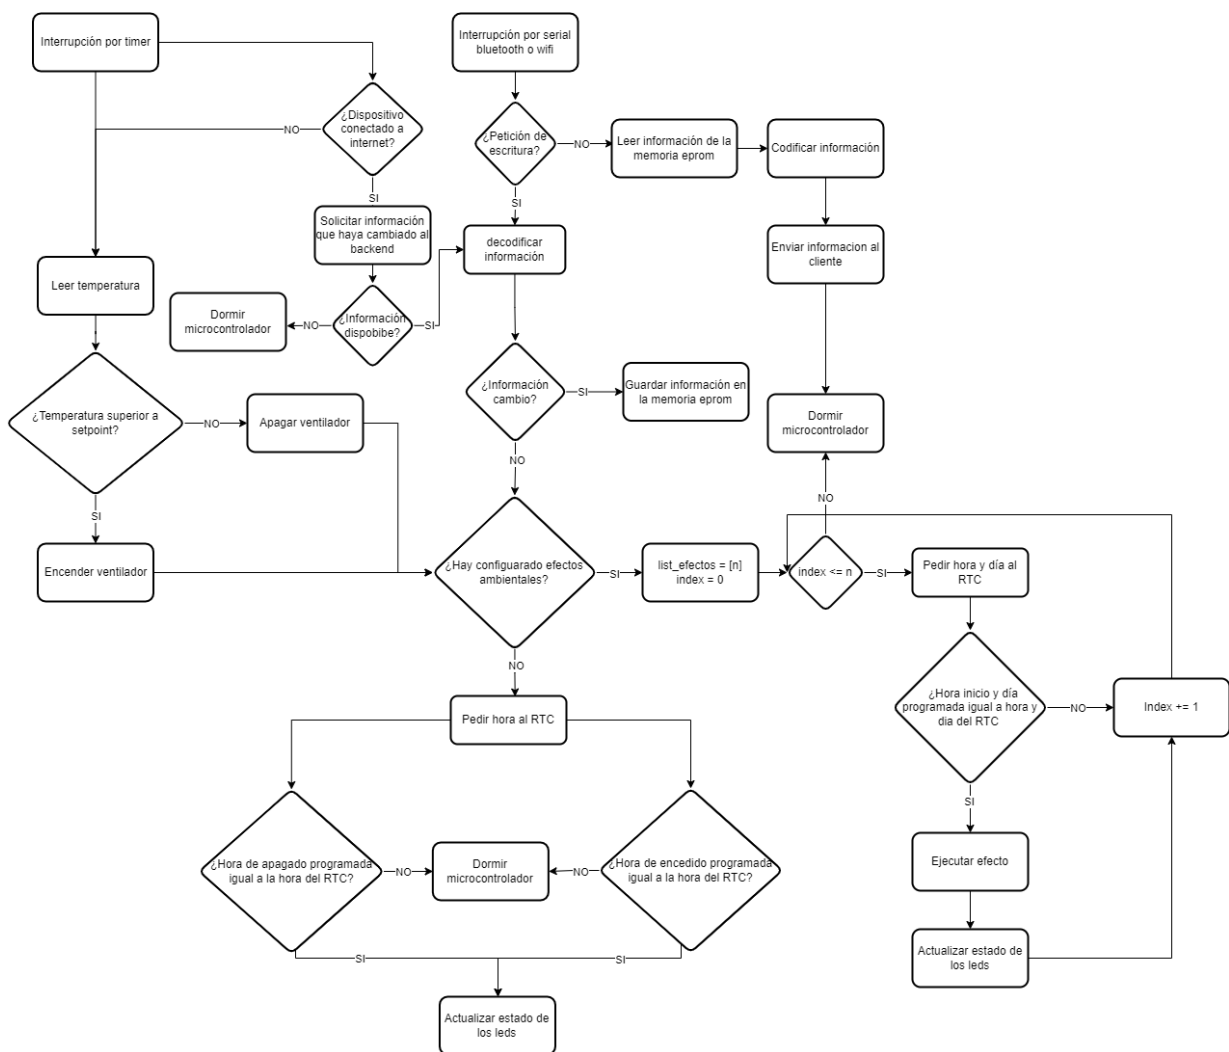 Interrupción por timer
Interrupción por serial
bluetooth o wifi
¿Dispositivo
conectado a
internet?
NO
SI
¿Petición de
escritura?
NO
SI
Leer información de la
memoria eprom
Codificar información
Solicitar información
que haya cambiado al
backend
decodificar
información
Enviar informacion al
cliente
Leer temperatura
Dormir
microcontrolador
NO
¿Información
dispobibe?
SI
¿Temperatura superior a
setpoint?
NO
SI
Apagar ventilador
¿Información
cambio?
SI
NO
Guardar información en
la memoria eprom
Dormir
microcontrolador
NO
Encender ventilador
¿Hay configuarado efectos
ambientales?
SI
NO
list_efectos = [n]
index = 0
index <= n
SI
Pedir hora y día al
RTC
¿Hora inicio y día
programada igual a hora y
dia del RTC
NO
SI
Index += 1
Pedir hora al RTC
¿Hora de apagado programada
igual a la hora del RTC?
NO
Dormir
microcontrolador
NO
¿Hora de encedido programada
igual a la hora del RTC?
SI
SI
Ejecutar efecto
Actualizar estado de
los leds
Actualizar estado de
los leds